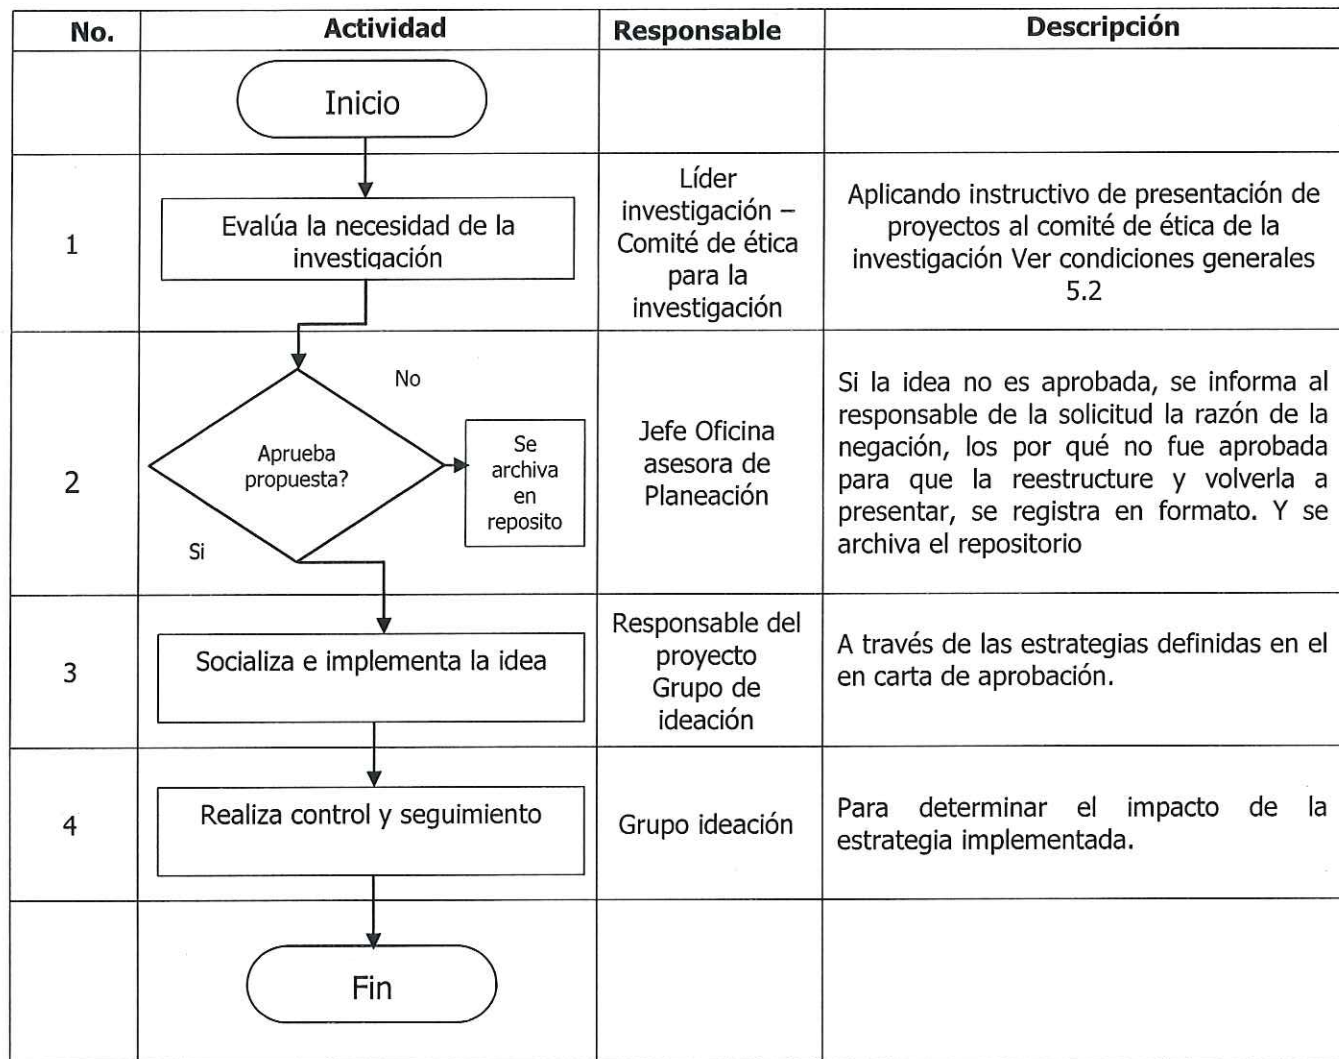 No.
Actividad
Responsable
Descripción
Inicio
1
Evalúa la necesidad de la
investigación
Líder
investigación –
Comité de ética
para la
investigación
Aplicando instructivo de presentación de
proyectos al comité de ética de la
investigación Ver condiciones generales
5.2
2
No
Aprueba
propuesta?
Se
archiva
en
reposito
Si
Jefe Oficina
asesora de
Planeación
Si la idea no es aprobada, se informa al
responsable de la solicitud la razón de la
negación, los por qué no fue aprobada
para que la reestructure y volverla a
presentar, se registra en formato. Y se
archiva el repositorio
3
Socializa e implementa la idea
Responsable del
proyecto
Grupo de
ideación
A través de las estrategias definidas en el
en carta de aprobación.
4
Realiza control y seguimiento
Grupo ideación
Para determinar el impacto de la
estrategia implementada.
Fin